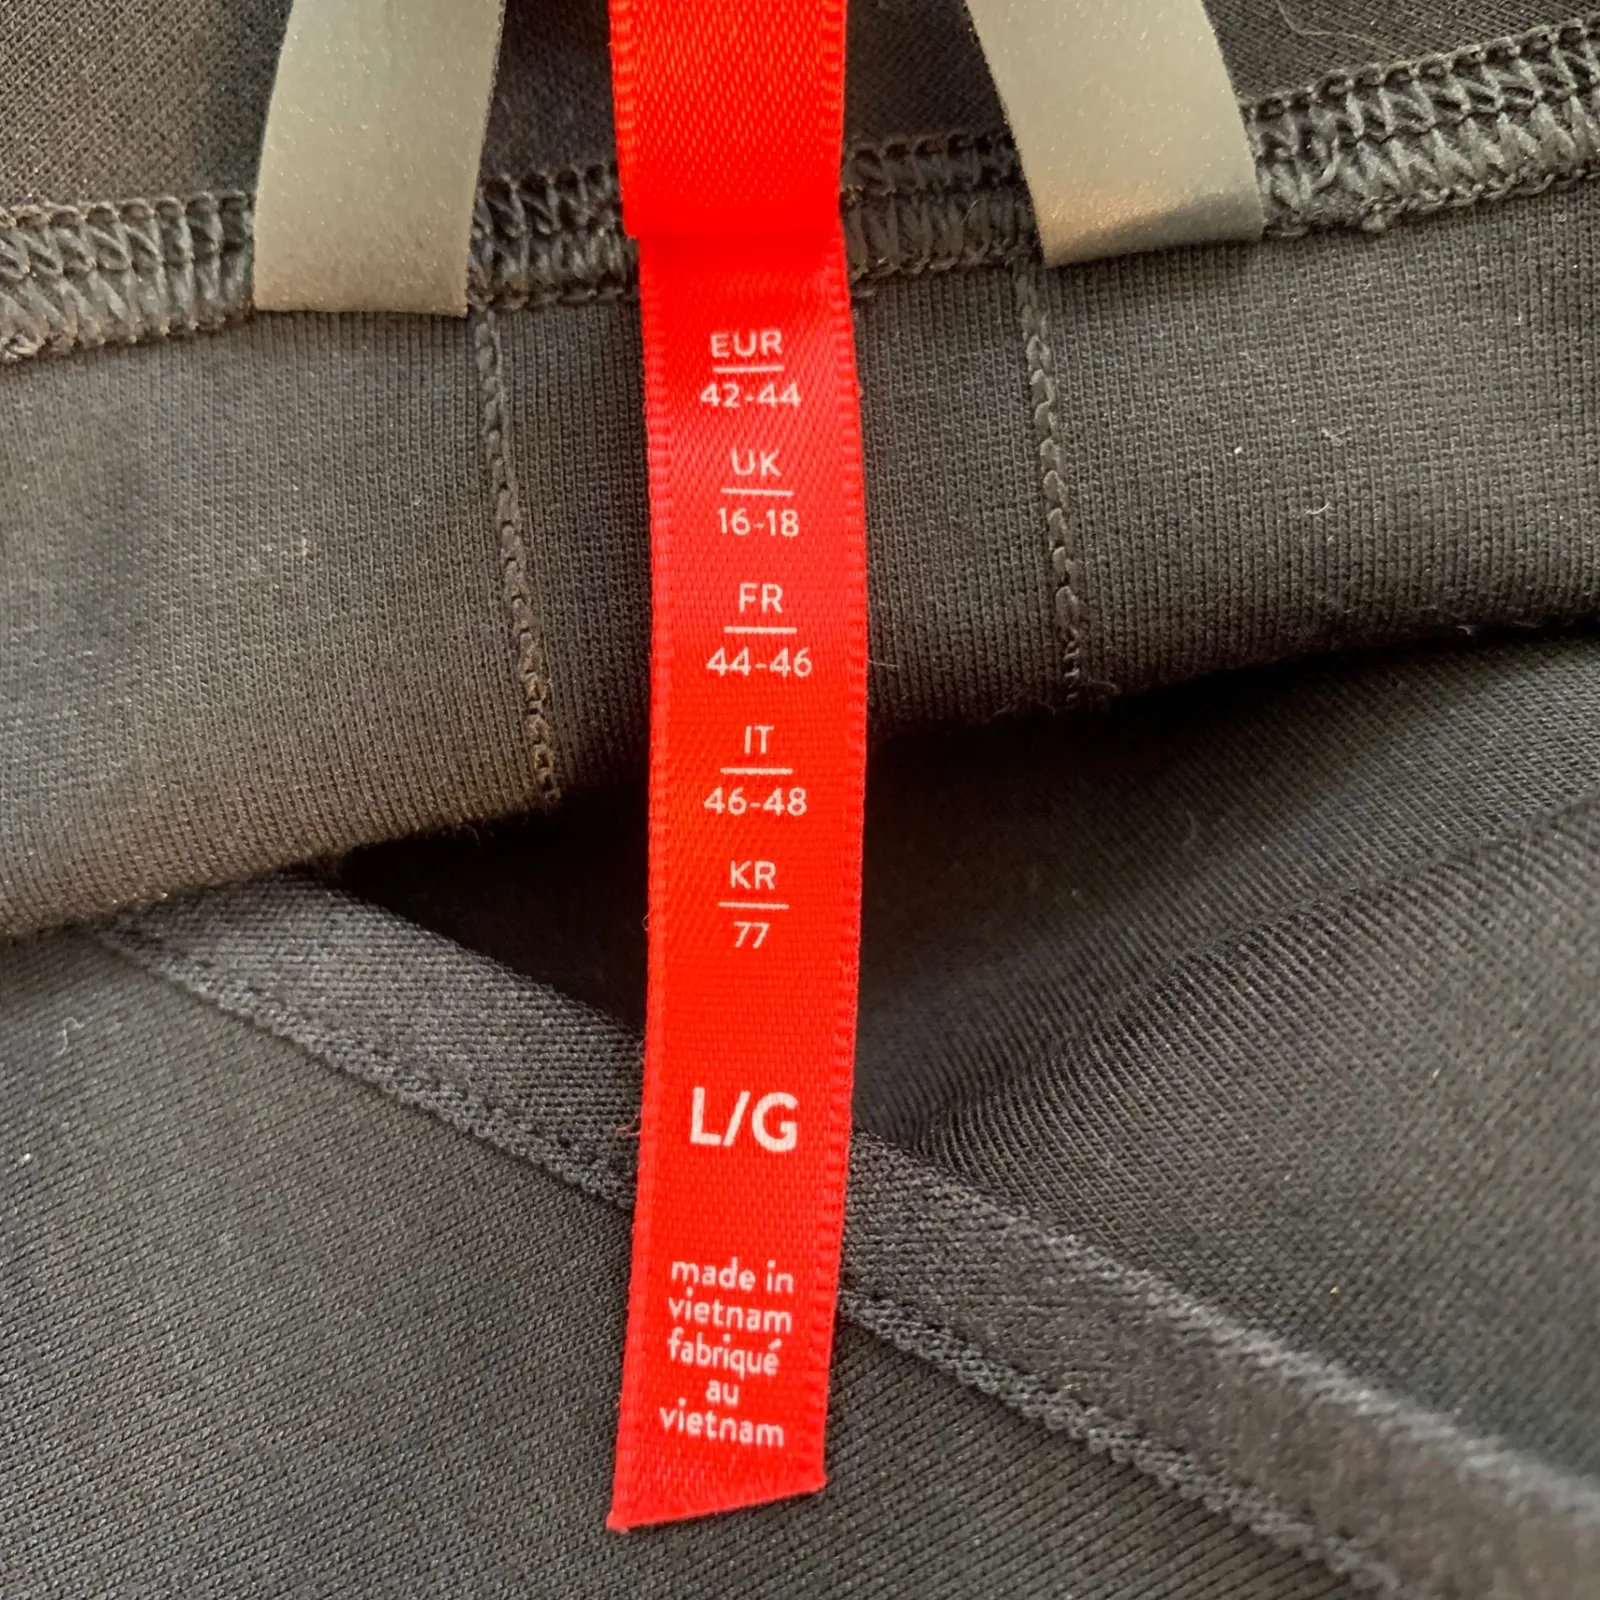 EUR
42-44
UK
16-18
FR
44-46
IT
46-48
KR
77
L/G
made in
vietnam
fabriqué
au
vietnam